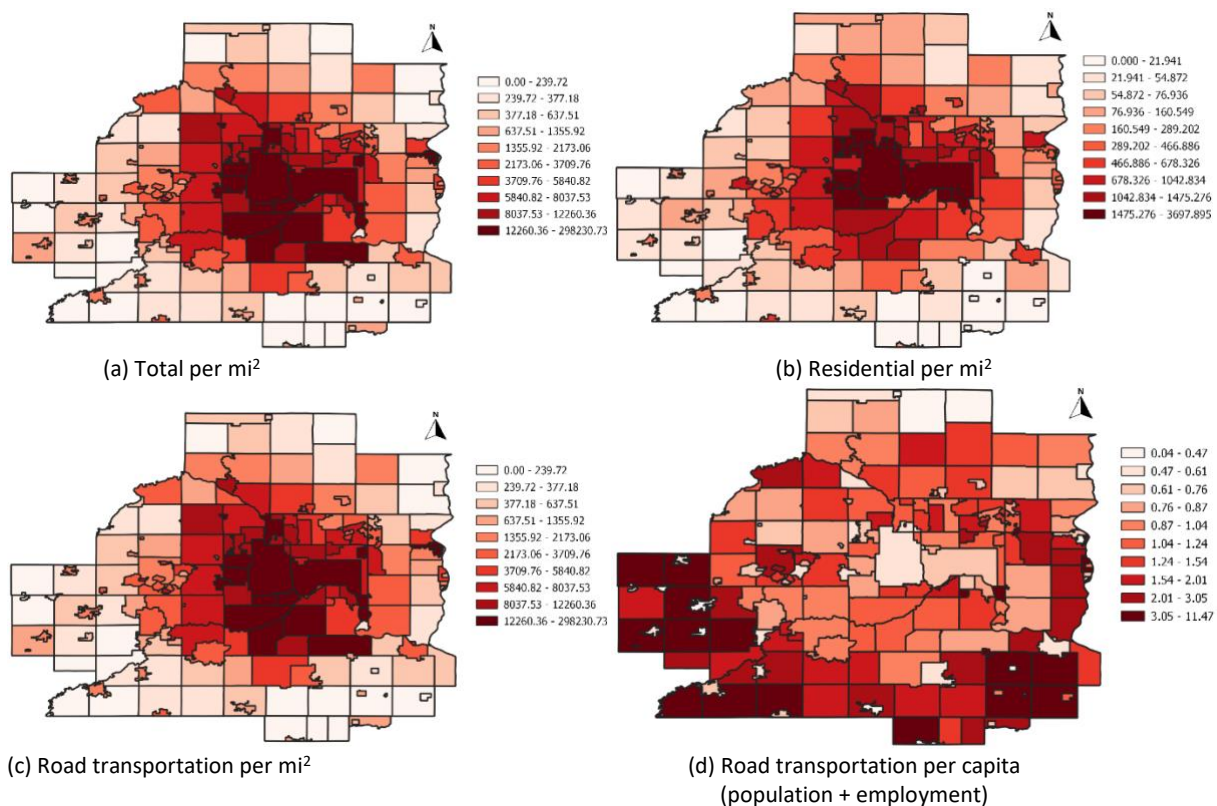 N
0.00 - 239.72
239.72 - 377.18
377.18 - 637.51
637.51 - 1355.92
1355.92 - 2173.06
2173.06 - 3709.76
3709.76 - 5840.82
5840.82 - 8037.53
8037.53 - 12260.36
12260.36 - 298230.73
(a) Total per mi²
N
0.000 - 21.941
21.941 - 54.872
54.872 - 76.936
76.936 - 160.549
160.549 - 289.202
289.202 - 466.886
466.886 - 678.326
678.326 - 1042.834
1042.834 - 1475.276
1475.276 - 3697.895
(b) Residential per mi²
N
0.00 - 239.72
239.72 - 377.18
377.18 - 637.51
637.51 - 1355.92
1355.92 - 2173.06
2173.06 - 3709.76
3709.76 - 5840.82
5840.82 - 8037.53
8037.53 - 12260.36
12260.36 - 298230.73
(c) Road transportation per mi²
N
0.04 - 0.47
0.47 - 0.61
0.61 - 0.76
0.76 - 0.87
0.87 - 1.04
1.04 - 1.24
1.24 - 1.54
1.54 - 2.01
2.01 - 3.05
3.05 - 11.47
(d) Road transportation per capita
(population + employment)